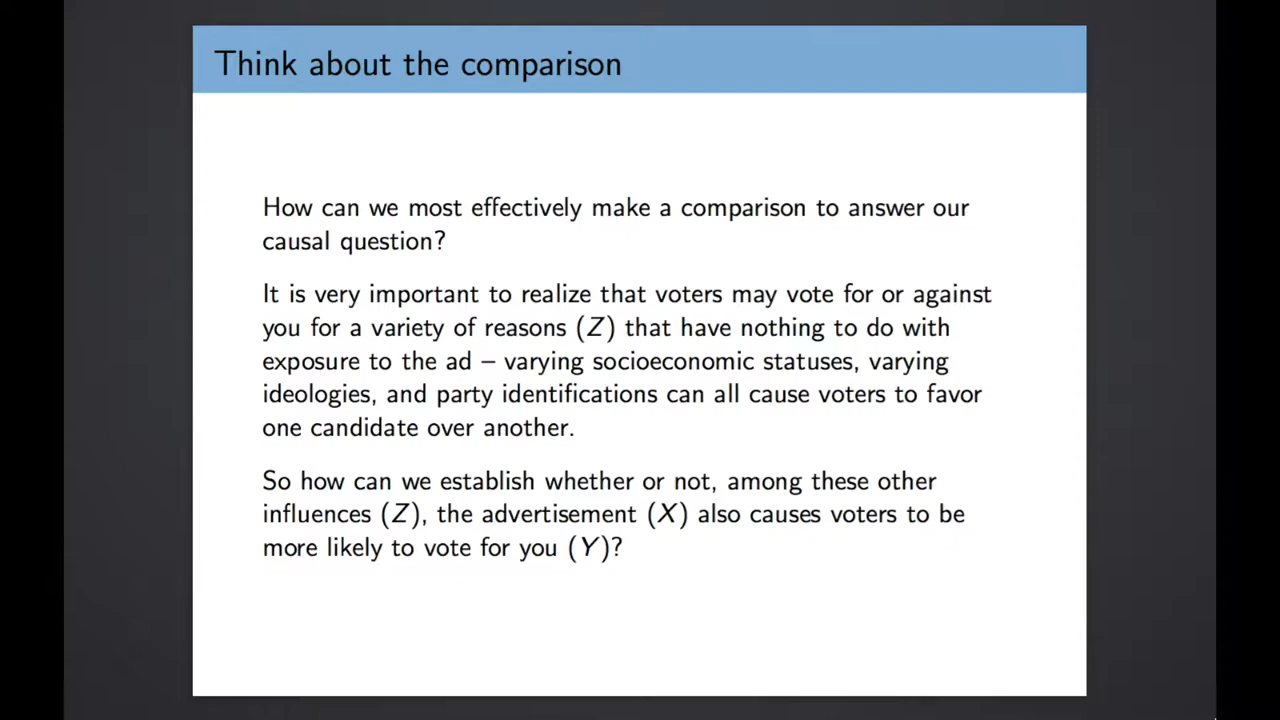 Think about the comparison
How can we most effectively make a comparison to answer our
causal question?
It is very important to realize that voters may vote for or against
you for a variety of reasons (Z) that have nothing to do with
exposure to the ad – varying socioeconomic statuses, varying
ideologies, and party identifications can all cause voters to favor
one candidate over another.
So how can we establish whether or not, among these other
influences (Z), the advertisement (X) also causes voters to be
more likely to vote for you (Y)?